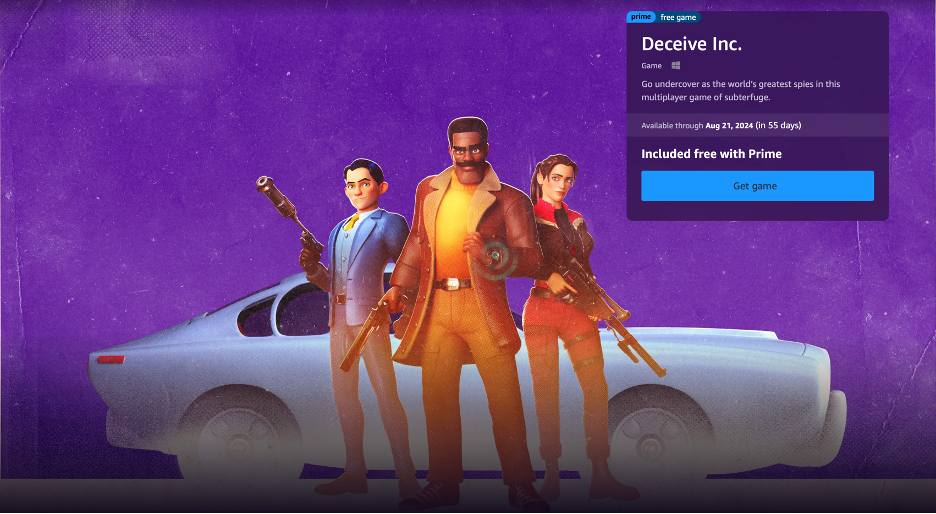 prime free game
Deceive Inc.
Game
Go undercover as the world's greatest spies in this
multiplayer game of subterfuge.
Available through Aug 21, 2024 (in 55 days)
Included free with Prime
Get game